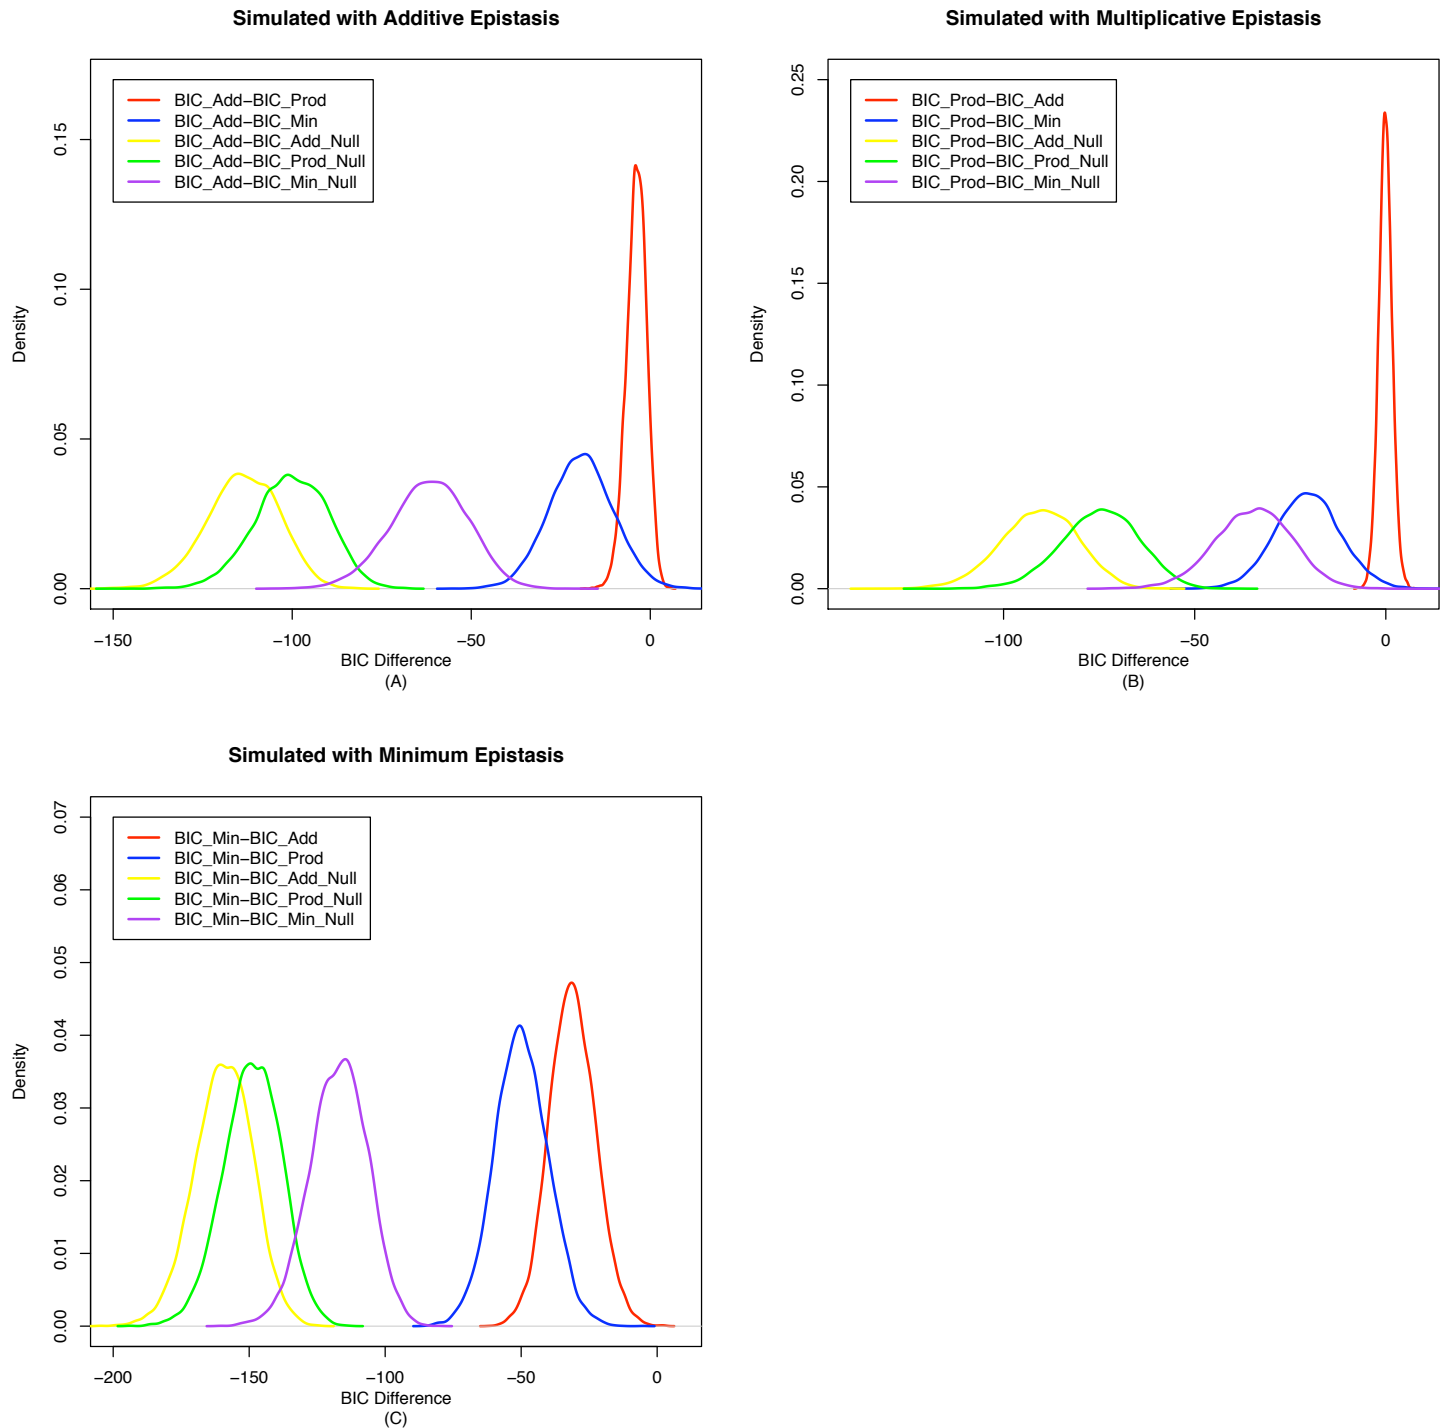 Simulated with Additive Epistasis
BIC_Add−BIC_Prod
BIC_Add−BIC_Min
BIC_Add−BIC_Add_Null
BIC_Add−BIC_Prod_Null
BIC_Add−BIC_Min_Null
Density
0.00
0.05
0.10
0.15
−150
−100
−50
0
BIC Difference
(A)
Simulated with Multiplicative Epistasis
BIC_Prod−BIC_Add
BIC_Prod−BIC_Min
BIC_Prod−BIC_Add_Null
BIC_Prod−BIC_Prod_Null
BIC_Prod−BIC_Min_Null
Density
0.00
0.05
0.10
0.15
0.20
0.25
−100
−50
0
BIC Difference
(B)
Simulated with Minimum Epistasis
BIC_Min−BIC_Add
BIC_Min−BIC_Prod
BIC_Min−BIC_Add_Null
BIC_Min−BIC_Prod_Null
BIC_Min−BIC_Min_Null
Density
0.00
0.01
0.02
0.03
0.04
0.05
0.06
0.07
−200
−150
−100
−50
0
BIC Difference
(C)